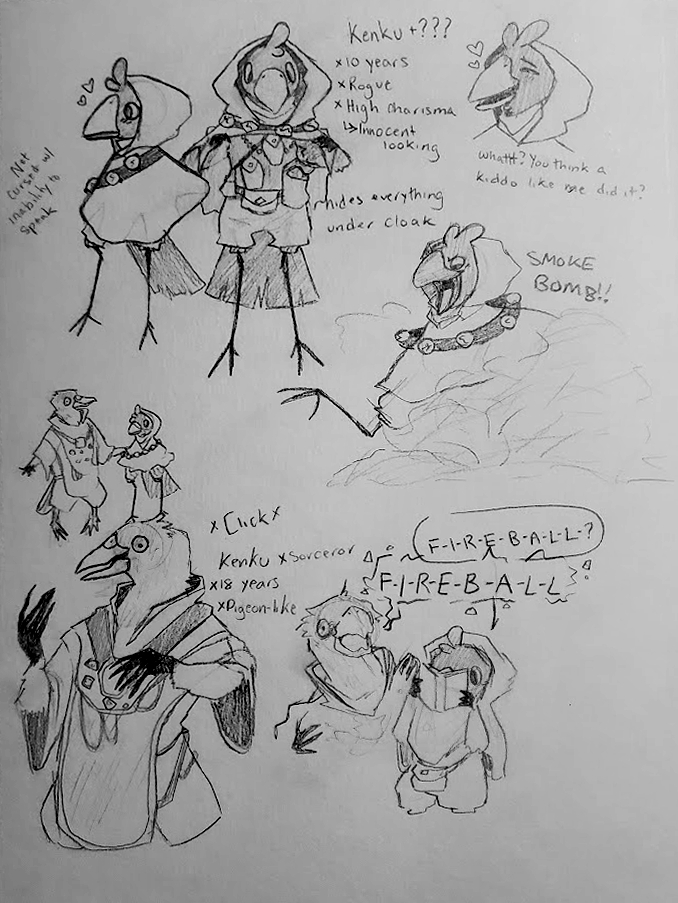 Kenku + ???
x 10 years
x Rogue
x High charisma
↳ Innocent
looking
Not
cursed w/
inability to
speak
hides everything
under cloak
whattt? You think a
kiddo like me did it?
SMOKE
BOMB!!
x Click x
Kenku x Sorceror
x 18 years
x Pigeon-like
F-I-R-E-B-A-L-L-?
F-I-R-E-B-A-L-L